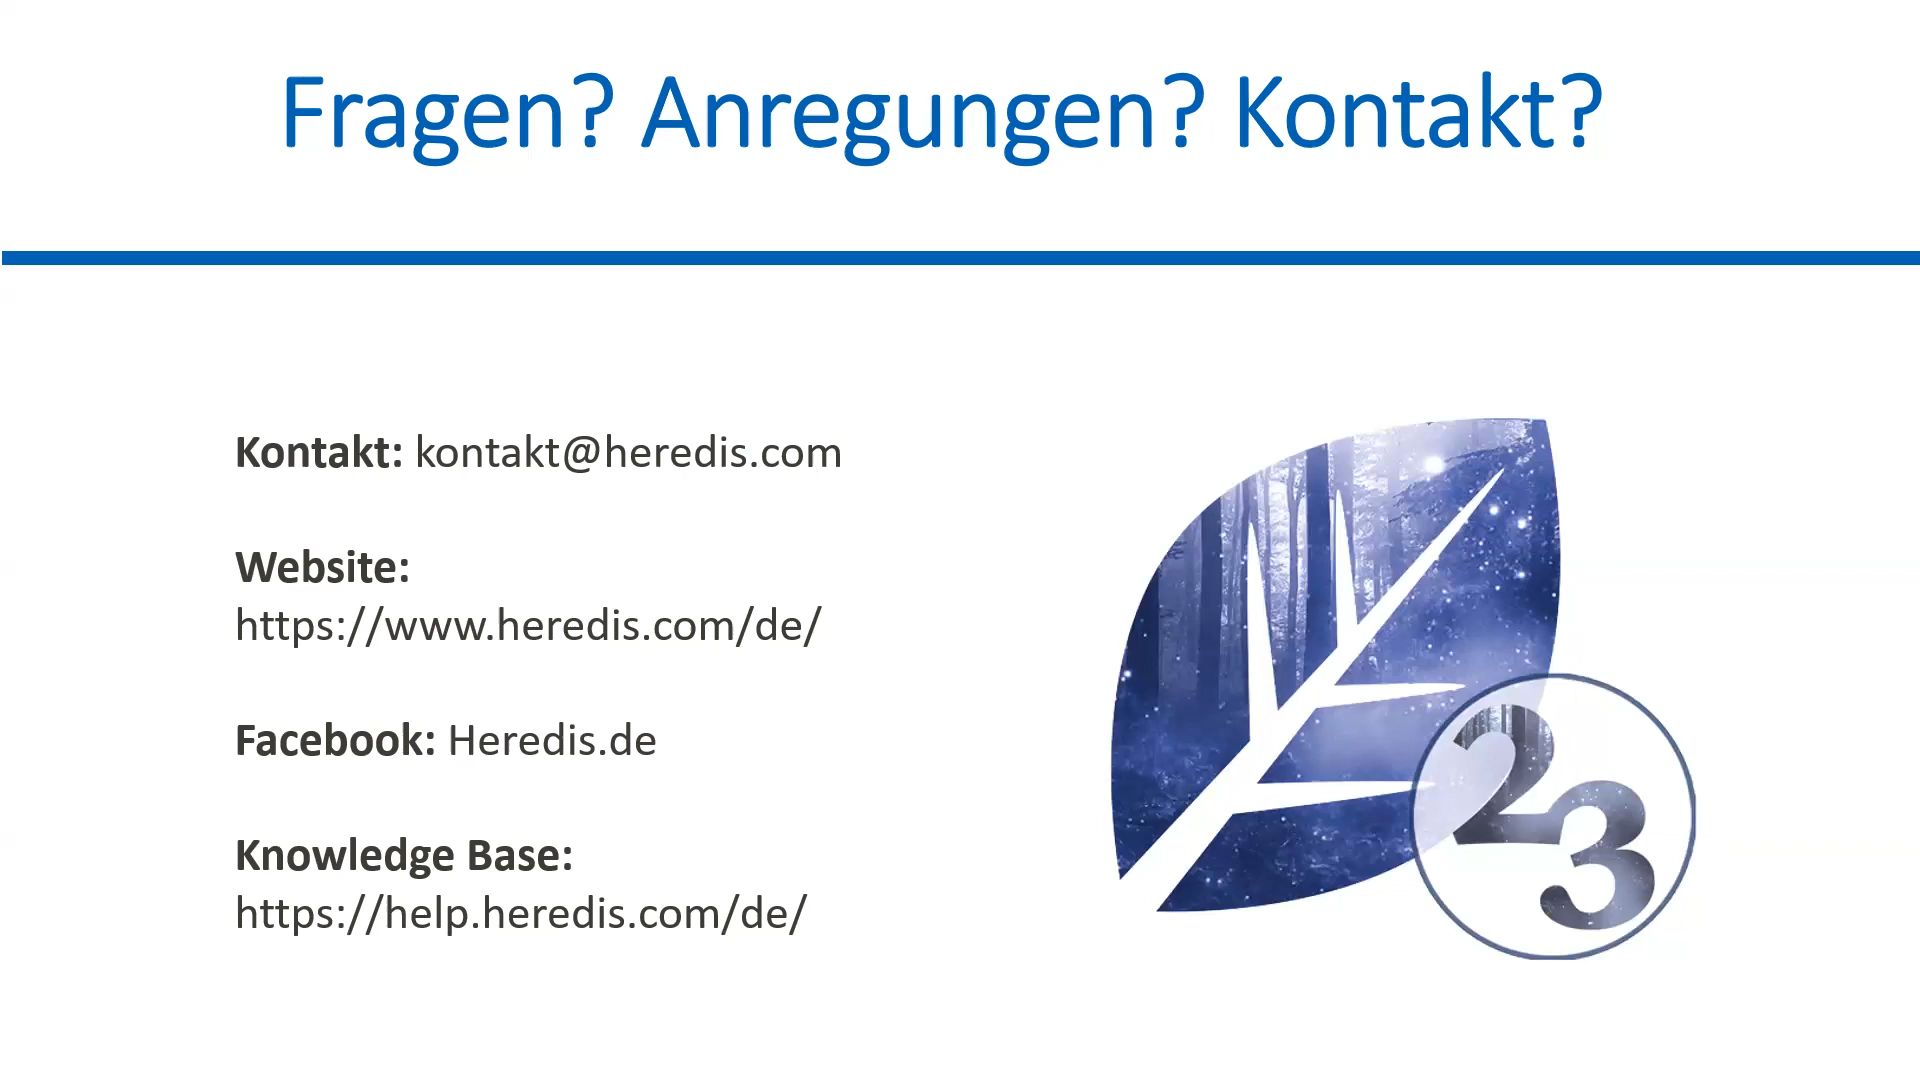 Fragen? Anregungen? Kontakt?
Kontakt: kontakt@heredis.com
Website:
https://www.heredis.com/de/
Facebook: Heredis.de
Knowledge Base:
https://help.heredis.com/de/
23